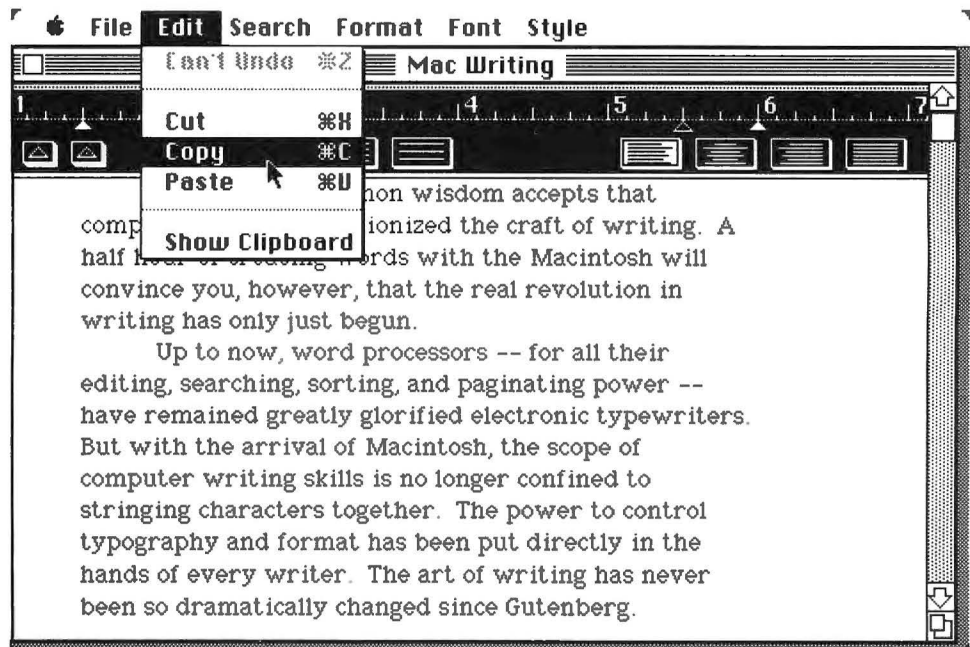 File Edit Search Format Font Style
Mac Writing
1 4 5 6 7
Can't Undo ⌘Z
Cut ⌘X
Copy ⌘C
Paste ⌘V
Show Clipboard
wisdom accepts that
comp ionized the craft of writing. A
half hour of creating words with the Macintosh will
convince you, however, that the real revolution in
writing has only just begun.
Up to now, word processors -- for all their
editing, searching, sorting, and paginating power --
have remained greatly glorified electronic typewriters.
But with the arrival of Macintosh, the scope of
computer writing skills is no longer confined to
stringing characters together. The power to control
typography and format has been put directly in the
hands of every writer. The art of writing has never
been so dramatically changed since Gutenberg.